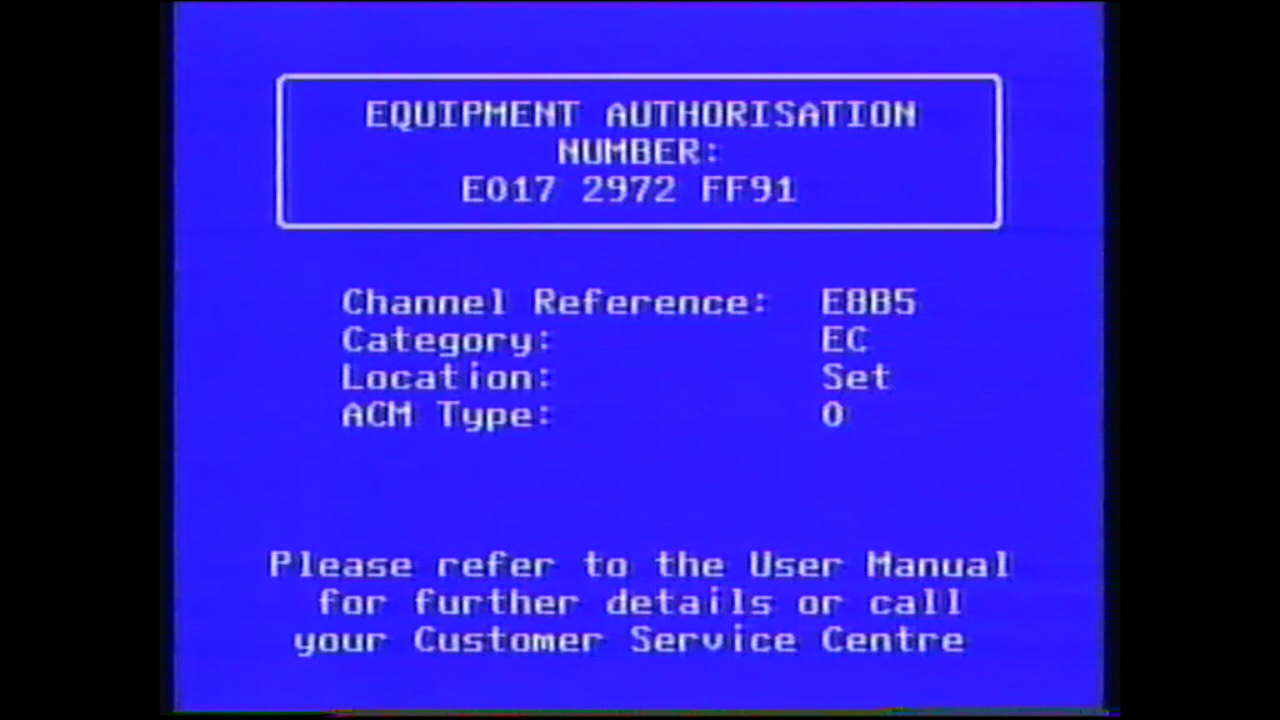 EQUIPMENT AUTHORISATION
NUMBER:
E017 2972 FF91
Channel Reference: E8B5
Category: EC
Location: Set
ACM Type: 0
Please refer to the User Manual
for further details or call
your Customer Service Centre